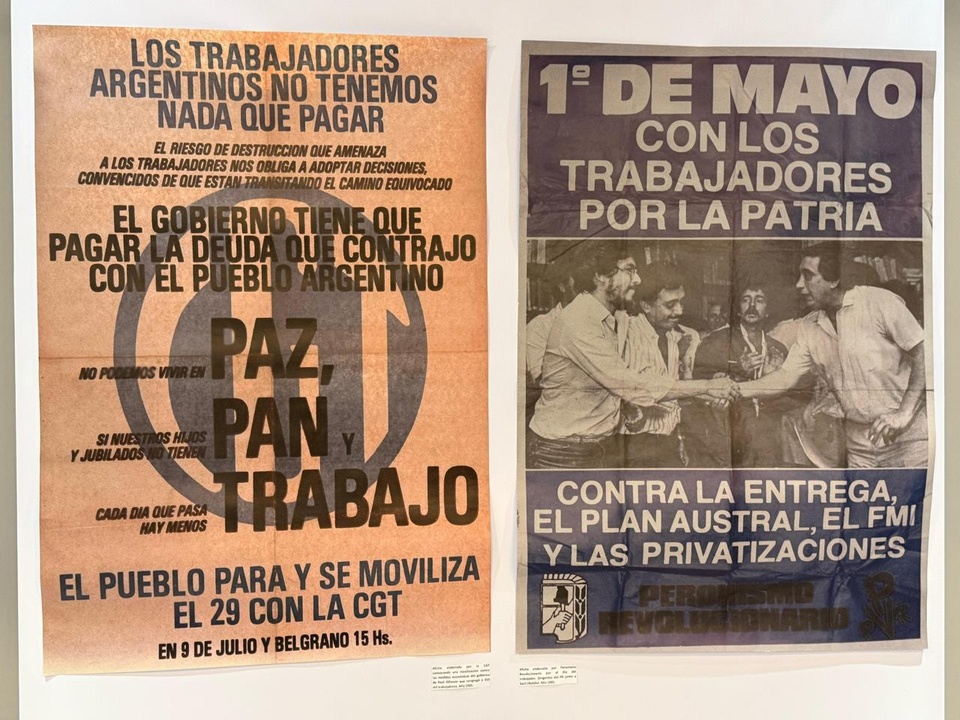 LOS TRABAJADORES
ARGENTINOS NO TENEMOS
NADA QUE PAGAR
EL RIESGO DE DESTRUCCION QUE AMENAZA
A LOS TRABAJADORES NOS OBLIGA A ADOPTAR DECISIONES,
CONVENCIDOS DE QUE ESTAN TRANSITANDO EL CAMINO EQUIVOCADO
EL GOBIERNO TIENE QUE
PAGAR LA DEUDA QUE CONTRAJO
CON EL PUEBLO ARGENTINO
NO PODEMOS VIVIR EN PAZ,
SI NUESTROS HIJOS
Y JUBILADOS NO TIENEN PAN Y
CADA DIA QUE PASA
HAY MENOS TRABAJO
EL PUEBLO PARA Y SE MOVILIZA
EL 29 CON LA CGT
EN 9 DE JULIO Y BELGRANO 15 Hs.
1º DE MAYO
CON LOS
TRABAJADORES
POR LA PATRIA
CONTRA LA ENTREGA,
EL PLAN AUSTRAL, EL FMI
Y LAS PRIVATIZACIONES
PERONISMO
REVOLUCIONARIO